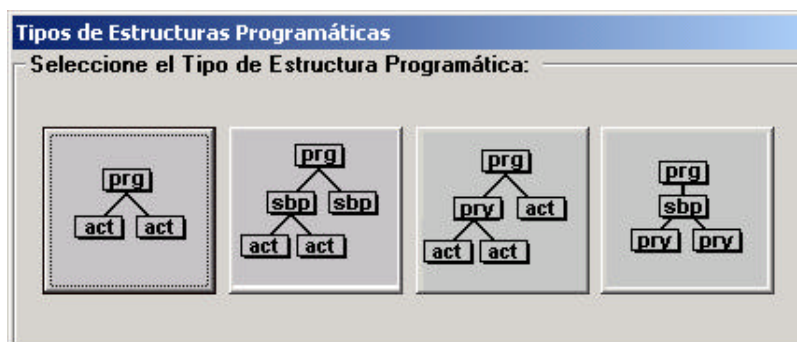 Tipos de Estructuras Programáticas
Seleccione el Tipo de Estructura Programática:
prg
act act
prg
sbp sbp
act act
prg
pry act
act act
prg
sbp
pry pry